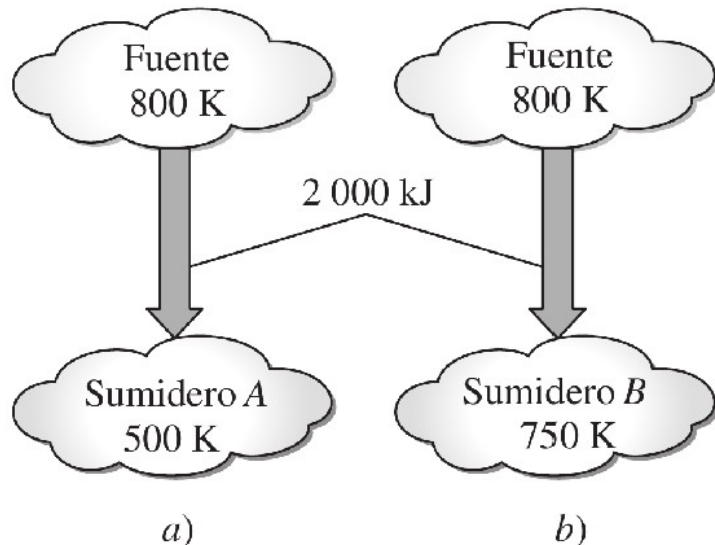 Fuente
800 K
Fuente
800 K
2 000 kJ
Sumidero A
500 K
Sumidero B
750 K
a)
b)